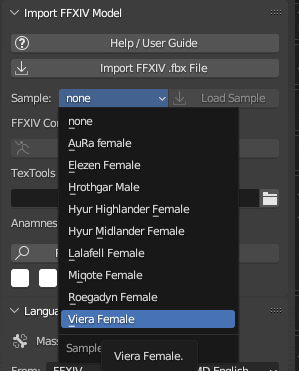 Import FFXIV Model
Help / User Guide
Import FFXIV .fbx File
Sample: none Load Sample
none
FFXIV Co
AuRa female
Elezen Female
TexTools
Hrothgar Male
Hyur Highlander Female
Anamnes
Hyur Midlander Female
Lalafell Female
Miqote Female
Roegadyn Female
Langua
Viera Female
Mas
Sample
Viera Female.
From: FFXIV MD English